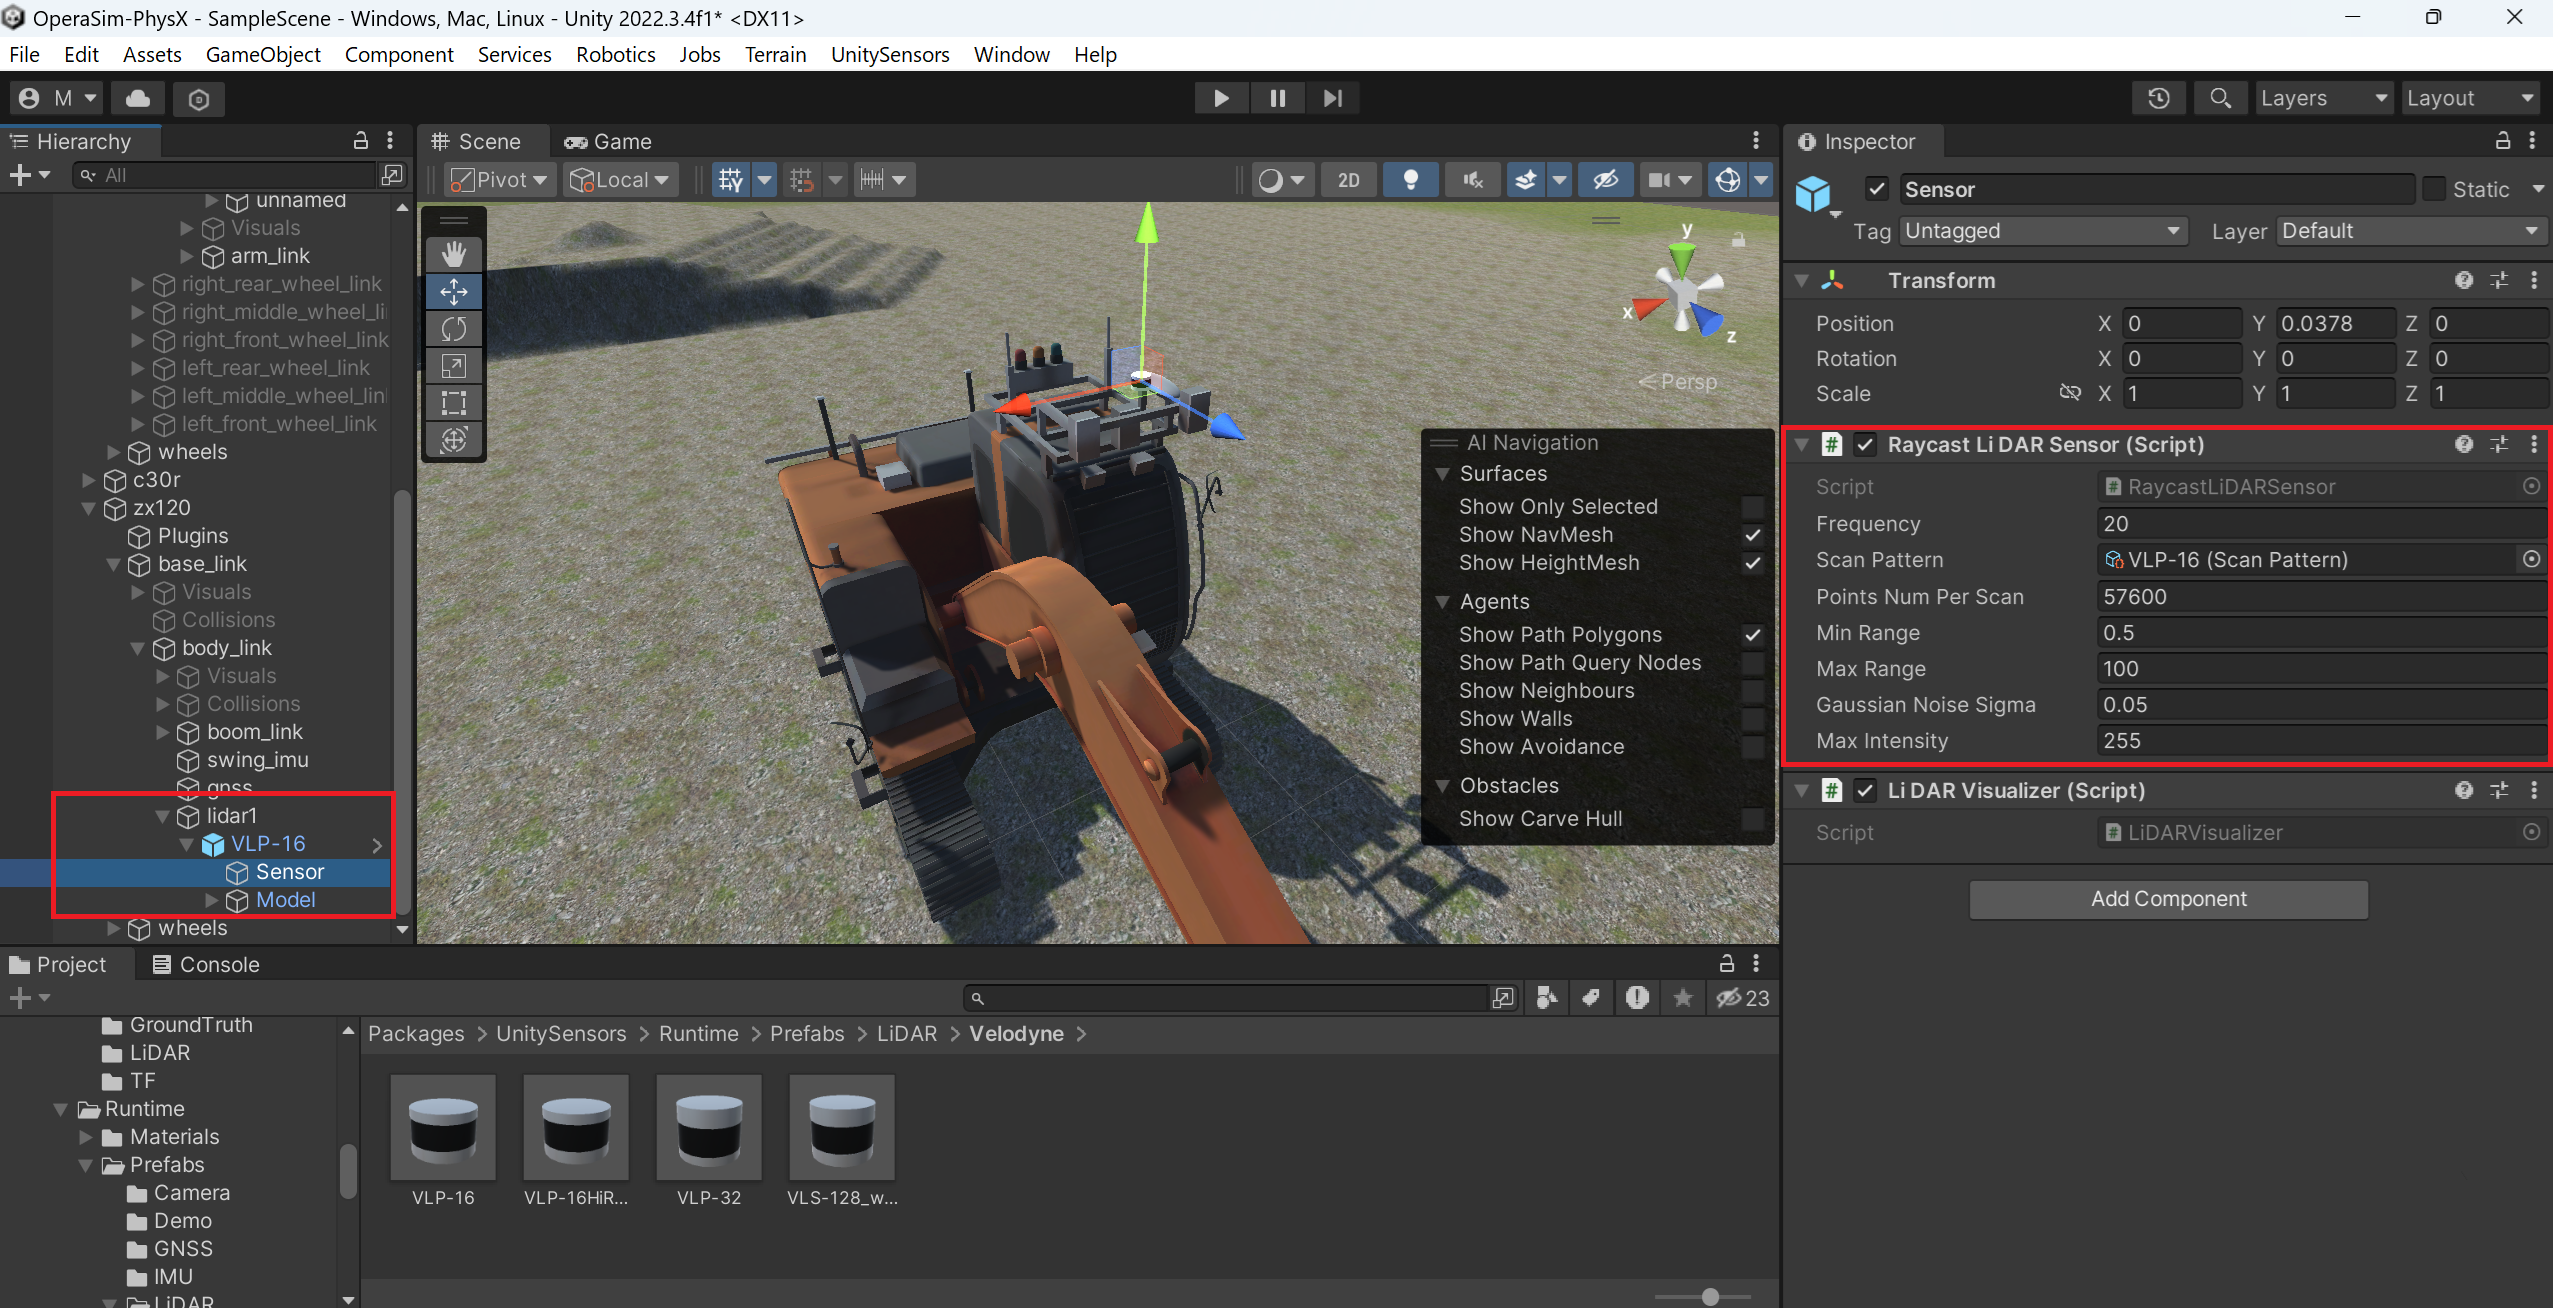 OperaSim-PhysX - SampleScene - Windows, Mac, Linux - Unity 2022.3.4f1* <DX11>
File Edit Assets GameObject Component Services Robotics Jobs Terrain UnitySensors Window Help
M
Layers
Layout
Hierarchy
All
unnamed
Visuals
arm_link
right_rear_wheel_link
right_middle_wheel_li
right_front_wheel_link
left_rear_wheel_link
left_middle_wheel_lin
left_front_wheel_link
wheels
c30r
zx120
Plugins
base_link
Visuals
Collisions
body_link
Visuals
Collisions
boom_link
swing_imu
gnss
lidar1
VLP-16
Sensor
Model
wheels
Scene Game
Pivot Local 2D
y
x
z
Persp
AI Navigation
Surfaces
Show Only Selected
Show NavMesh
Show HeightMesh
Agents
Show Path Polygons
Show Path Query Nodes
Show Neighbours
Show Walls
Show Avoidance
Obstacles
Show Carve Hull
Inspector
Sensor Static
Tag Untagged Layer Default
Transform
Position X 0 Y 0.0378 Z 0
Rotation X 0 Y 0 Z 0
Scale X 1 Y 1 Z 1
# Raycast Li DAR Sensor (Script)
Script # RaycastLiDARSensor
Frequency 20
Scan Pattern VLP-16 (Scan Pattern)
Points Num Per Scan 57600
Min Range 0.5
Max Range 100
Gaussian Noise Sigma 0.05
Max Intensity 255
# Li DAR Visualizer (Script)
Script # LiDARVisualizer
Add Component
Project Console
23
GroundTruth
LiDAR
TF
Runtime
Materials
Prefabs
Camera
Demo
GNSS
IMU
LiDAR
Packages > UnitySensors > Runtime > Prefabs > LiDAR > Velodyne >
VLP-16 VLP-16HiR... VLP-32 VLS-128_w...